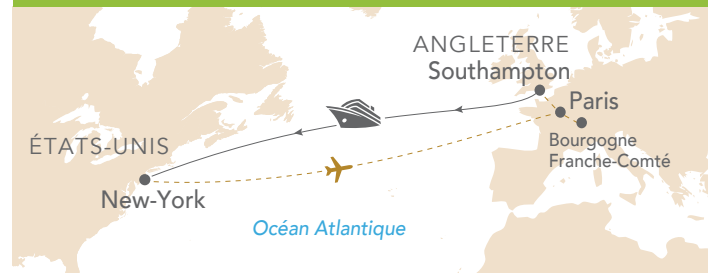 ANGLETERRE
Southampton
Paris
Bourgogne
Franche-Comté
ÉTATS-UNIS
New-York
Océan Atlantique